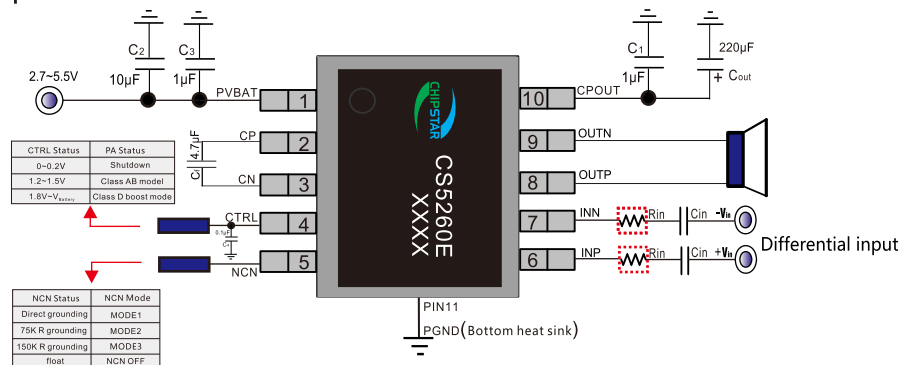 C2
C3
10μF
1μF
2.7~5.5V
PVBAT
1
CP
2
4.7μF
CN
3
CTRL
4
0.1μF
NCN
5
CTRL Status PA Status
0~0.2V Shutdown
1.2~1.5V Class AB model
1.8V~VBattery Class D boost mode
NCN Status NCN Mode
Direct grounding MODE1
75K R grounding MODE2
150K R grounding MODE3
float NCN OFF
CHIPSTAR
CS5260E
XXXX
PIN11
PGND(Bottom heat sink)
C1
1μF
220μF
+ Cout
10
CPOUT
9
OUTN
8
OUTP
7
INN
Rin
Cin
-Vin
6
INP
Rin
Cin
+Vin
Differential input